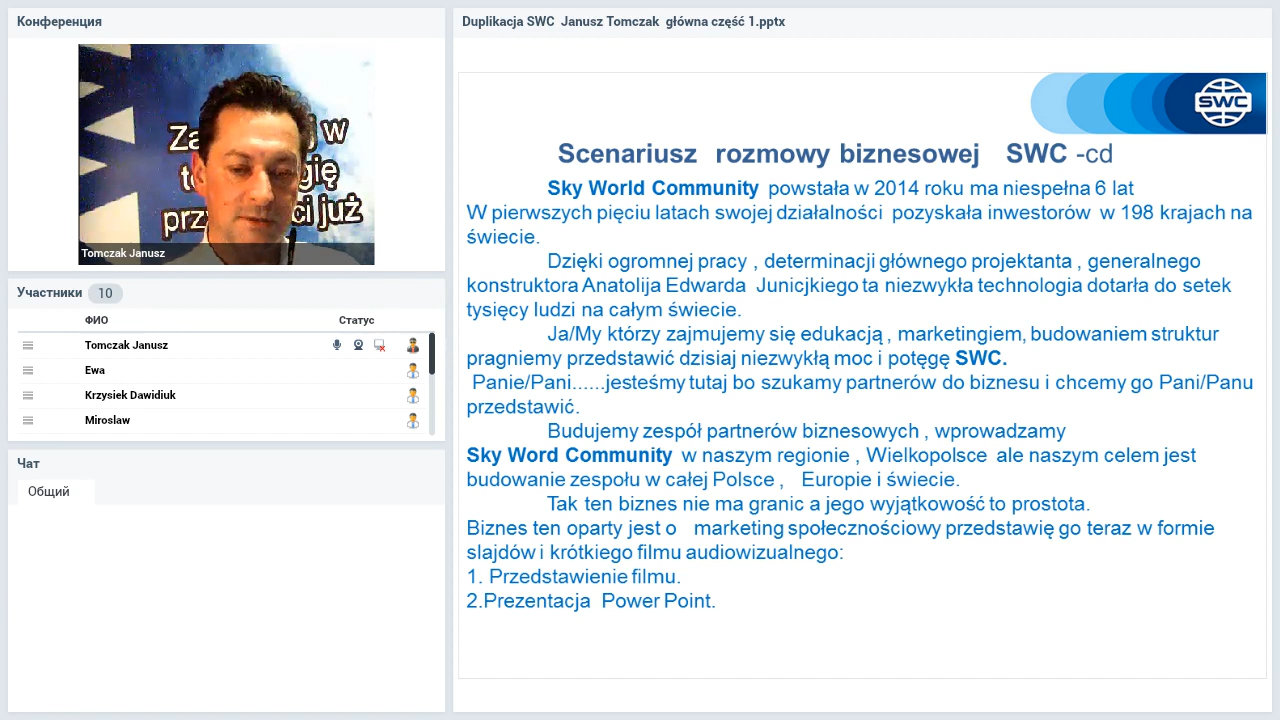 Конференция
Za w
t gię
prz ci już
Tomczak Janusz
Участники 10
ФИО Статус
Tomczak Janusz
Ewa
Krzysiek Dawidiuk
Miroslaw
Чат
Общий
Duplikacja SWC Janusz Tomczak główna część 1.pptx
SWC
Scenariusz rozmowy biznesowej SWC -cd
Sky World Community powstała w 2014 roku ma niespełna 6 lat
W pierwszych pięciu latach swojej działalności pozyskała inwestorów w 198 krajach na
świecie.
Dzięki ogromnej pracy , determinacji głównego projektanta , generalnego
konstruktora Anatolija Edwarda Junicjkiego ta niezwykła technologia dotarła do setek
tysięcy ludzi na całym świecie.
Ja/My którzy zajmujemy się edukacją , marketingiem, budowaniem struktur
pragniemy przedstawić dzisiaj niezwykłą moc i potęgę SWC.
Panie/Pani......jesteśmy tutaj bo szukamy partnerów do biznesu i chcemy go Pani/Panu
przedstawić.
Budujemy zespół partnerów biznesowych , wprowadzamy
Sky Word Community w naszym regionie , Wielkopolsce ale naszym celem jest
budowanie zespołu w całej Polsce , Europie i świecie.
Tak ten biznes nie ma granic a jego wyjątkowość to prostota.
Biznes ten oparty jest o marketing społecznościowy przedstawię go teraz w formie
slajdów i krótkiego filmu audiowizualnego:
1. Przedstawienie filmu.
2.Prezentacja Power Point.